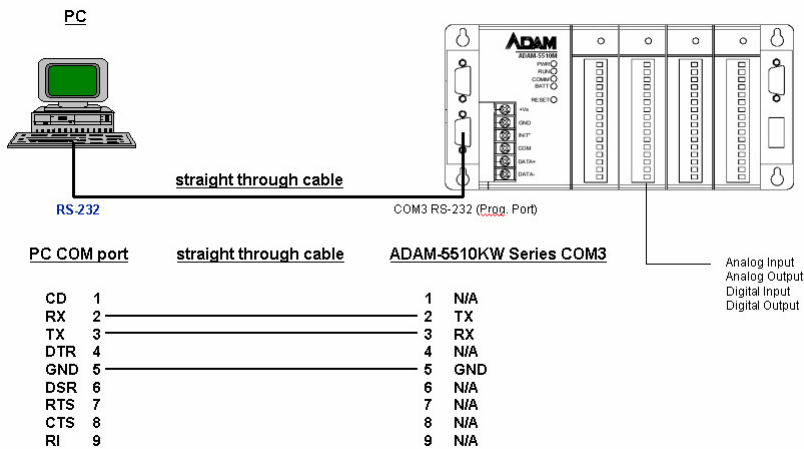 PC
ADAM
ADAM-5510M
PWR
RUN
COMM
BATT
RESET
+Vs
GND
INIT*
COM
DATA+
DATA-
straight through cable
RS-232
COM3 RS-232 (Prog. Port)
PC COM port straight through cable ADAM-5510KW Series COM3
Analog Input
Analog Output
Digital Input
Digital Output
CD 1 1 N/A
RX 2 2 TX
TX 3 3 RX
DTR 4 4 N/A
GND 5 5 GND
DSR 6 6 N/A
RTS 7 7 N/A
CTS 8 8 N/A
RI 9 9 N/A